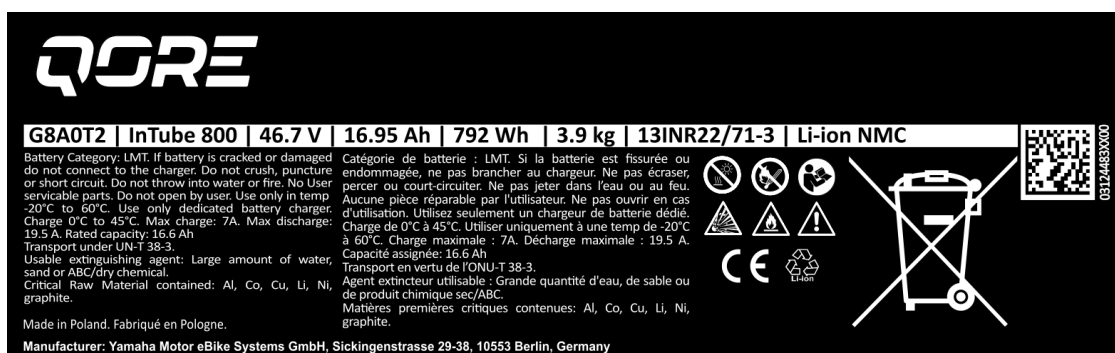 QORE
G8A0T2 | InTube 800 | 46.7 V | 16.95 Ah | 792 Wh | 3.9 kg | 13INR22/71-3 | Li-ion NMC
Battery Category: LMT. If battery is cracked or damaged
do not connect to the charger. Do not crush, puncture
or short circuit. Do not throw into water or fire. No User
servicable parts. Do not open by user. Use only in temp
-20°C to 60°C. Use only dedicated battery charger.
Charge 0°C to 45°C. Max charge: 7A. Max discharge:
19.5 A. Rated capacity: 16.6 Ah
Transport under UN-T 38-3.
Usable extinguishing agent: Large amount of water,
sand or ABC/dry chemical.
Critical Raw Material contained: Al, Co, Cu, Li, Ni,
graphite.
Made in Poland. Fabriqué en Pologne.
Catégorie de batterie : LMT. Si la batterie est fissurée ou
endommagée, ne pas brancher au chargeur. Ne pas écraser,
percer ou court-circuiter. Ne pas jeter dans l'eau ou au feu.
Aucune pièce réparable par l'utilisateur. Ne pas ouvrir en cas
d'utilisation. Utilisez seulement un chargeur de batterie dédié.
Charge de 0°C à 45°C. Utiliser uniquement à une temp de -20°C
à 60°C. Charge maximale : 7A. Décharge maximale : 19.5 A.
Capacité assignée: 16.6 Ah
Transport en vertu de l'ONU-T 38-3.
Agent extincteur utilisable : Grande quantité d'eau, de sable ou
de produit chimique sec/ABC.
Matières premières critiques contenues: Al, Co, Cu, Li, Ni,
graphite.
CE
Li-ion
03124483XX00
Manufacturer: Yamaha Motor eBike Systems GmbH, Sickingenstrasse 29-38, 10553 Berlin, Germany